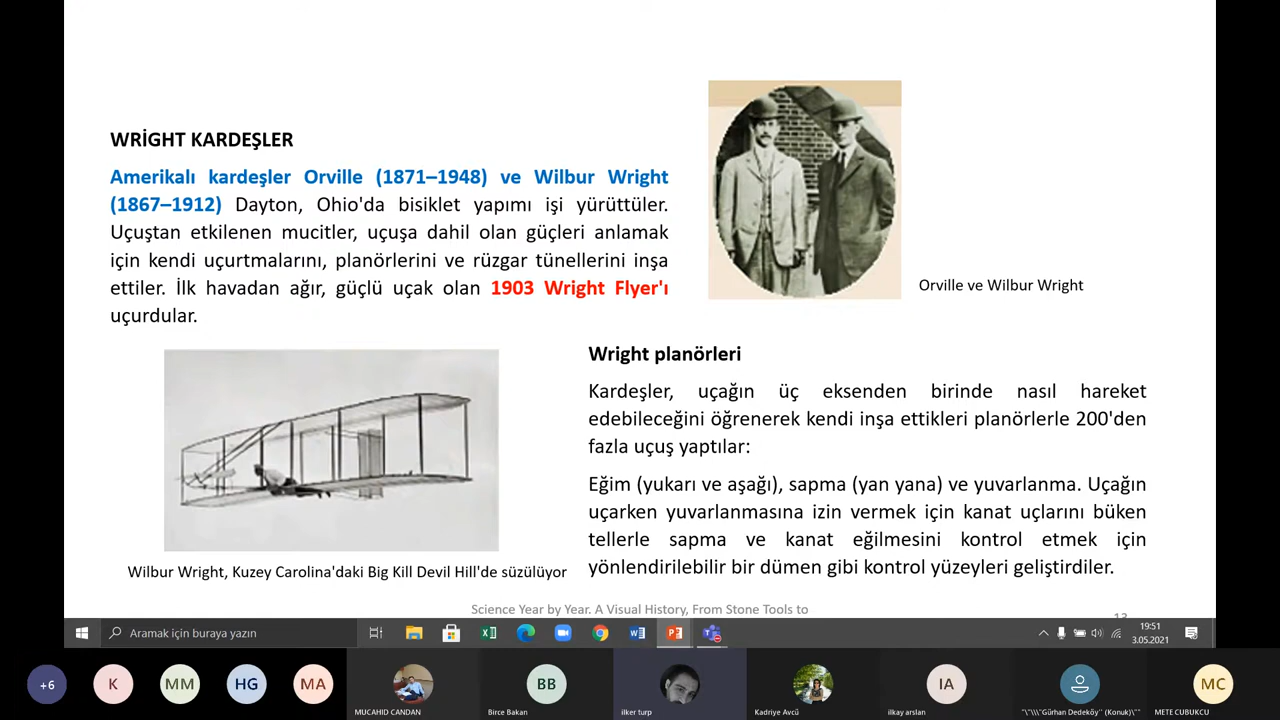 WRİGHT KARDEŞLER
Amerikalı kardeşler Orville (1871–1948) ve Wilbur Wright
(1867–1912) Dayton, Ohio'da bisiklet yapımı işi yürüttüler.
Uçuştan etkilenen mucitler, uçuşa dahil olan güçleri anlamak
için kendi uçurtmalarını, planörlerini ve rüzgar tünellerini inşa
ettiler. İlk havadan ağır, güçlü uçak olan 1903 Wright Flyer'ı
uçurdular.
Orville ve Wilbur Wright
Wright planörleri
Kardeşler, uçağın üç eksenden birinde nasıl hareket
edebileceğini öğrenerek kendi inşa ettikleri planörlerle 200'den
fazla uçuş yaptılar:
Eğim (yukarı ve aşağı), sapma (yan yana) ve yuvarlanma. Uçağın
uçarken yuvarlanmasına izin vermek için kanat uçlarını büken
tellerle sapma ve kanat eğilmesini kontrol etmek için
yönlendirilebilir bir dümen gibi kontrol yüzeyleri geliştirdiler.
Wilbur Wright, Kuzey Carolina'daki Big Kill Devil Hill'de süzülüyor
Science Year by Year. A Visual History, From Stone Tools to
13
Aramak için buraya yazın
19:51
3.05.2021
+6
K
MM
HG
MA
MUCAHID CANDAN
BB
Birce Bakan
ilker turp
Kadriye Avcü
IA
ilkay arslan
"\"\\\"Gürhan Dedeköy" (Konuk)\""
MC
METE CUBUKCU